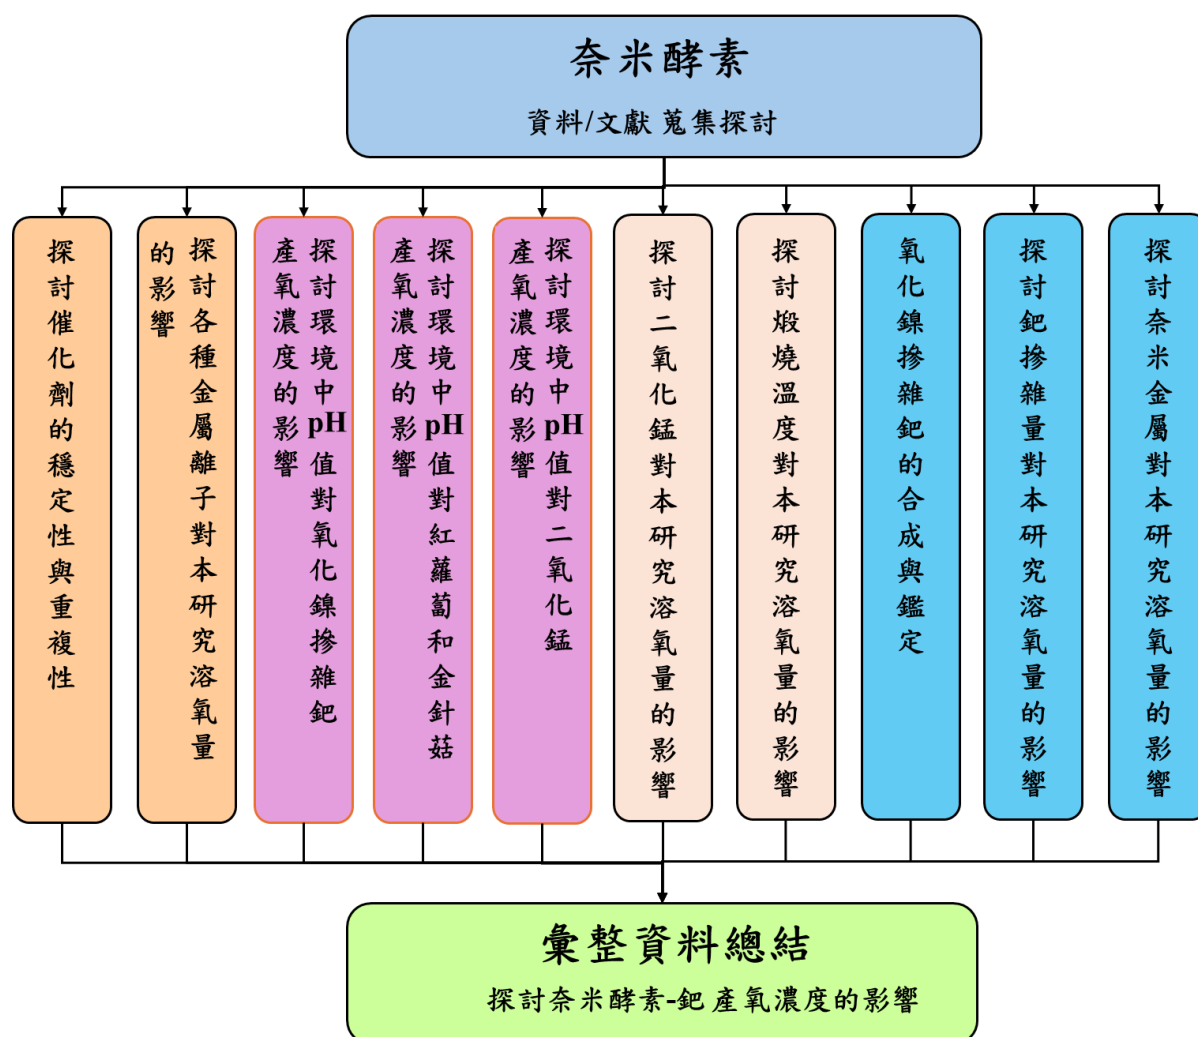 奈米酵素
資料/文獻 蒐集探討
探討催化劑的穩定性與重複性
探討各種金屬離子對本研究溶氧量
的影響
探討環境中pH值對氧化鎳摻雜鈀
產氧濃度的影響
探討環境中pH值對紅蘿蔔和金針菇
產氧濃度的影響
探討環境中pH值對二氧化錳
產氧濃度的影響
探討二氧化錳對本研究溶氧量的影響
探討煅燒溫度對本研究溶氧量的影響
氧化鎳摻雜鈀的合成與鑑定
探討鈀摻雜量對本研究溶氧量的影響
探討奈米金屬對本研究溶氧量的影響
彙整資料總結
探討奈米酵素-鈀 產氧濃度的影響